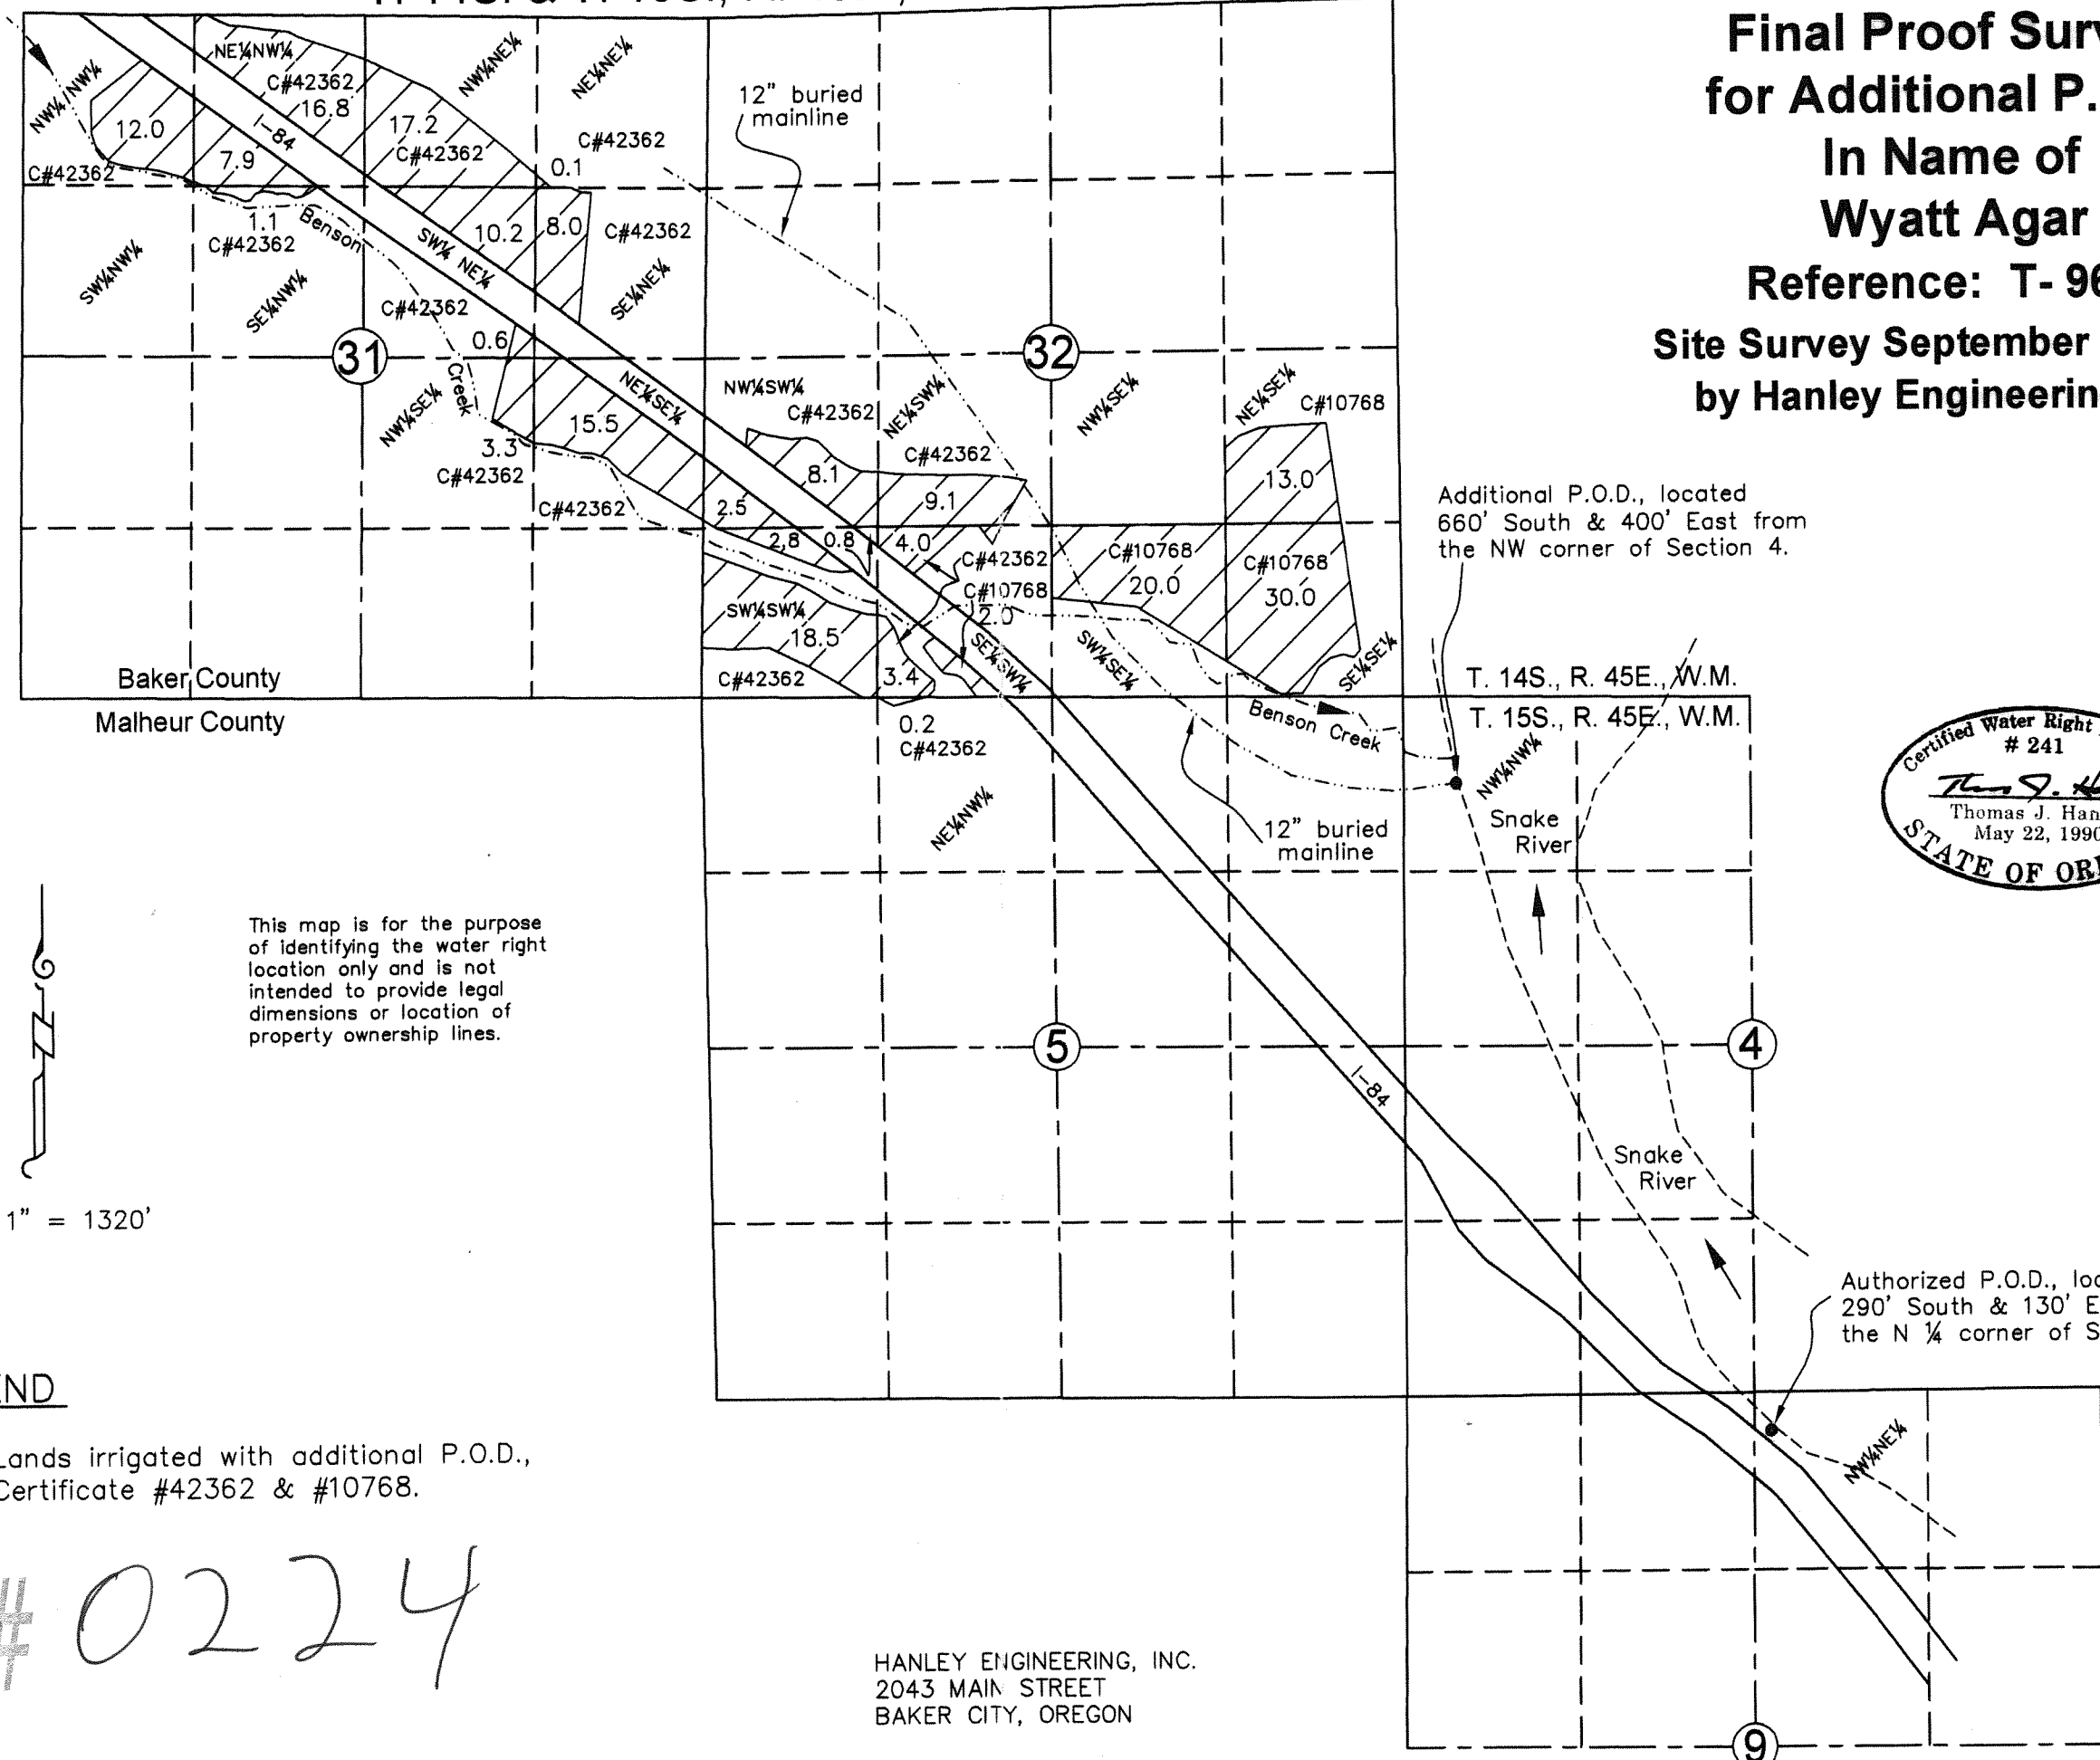 Final Proof
for Additional
In Name of
Wyatt Agar
Reference: T-
Site Survey September
by Hanley
NE¼NW¼
C#42362
16.8
NW¼NE¼
NE¼NE¼
12" buried
mainline
NW¼NW¼
12.0
I-84
17.2
C#42362
C#42362
C#42362
7.9
0.1
1.1
C#42362
Benson
SW¼ NE¼
10.2
8.0
C#42362
SW¼NW¼
SE¼NW¼
C#42362
SE¼NE¼
0.6
31
32
Creek
NW¼SE¼
NE¼SE¼
NW¼SW¼
C#42362
NE¼SW¼
NW¼SE¼
NE¼SE¼
C#10768
15.5
3.3
C#42362
C#42362
C#42362
8.1
9.1
13.0
2.5
2.8
0.8
4.0
C#42362
C#10768
2.0
C#10768
20.0
C#10768
30.0
Additional P.O.D., located
660' South & 400' East from
the NW corner of Section 4.
SW¼SW¼
18.5
C#42362
3.4
SE¼SW¼
SW¼SE¼
SE¼SE¼
Baker County
Malheur County
T. 14S., R. 45E., W.M.
T. 15S., R. 45E., W.M.
0.2
C#42362
Benson Creek
NE¼NW¼
NW¼NW¼
12" buried
mainline
Snake
River
Certified Water Right
# 241
Thomas J.
May 22, 1990
STATE OF
This map is for the purpose
of identifying the water right
location only and is not
intended to provide legal
dimensions or location of
property ownership lines.
5
4
I-84
Snake
River
1" = 1320'
Authorized P.O.D.,
290' South & 130'
the N ¼ corner of
Lands irrigated with additional P.O.D.,
Certificate #42362 & #10768.
NW¼NE¼
# 0224
HANLEY ENGINEERING, INC.
2043 MAIN STREET
BAKER CITY, OREGON
9